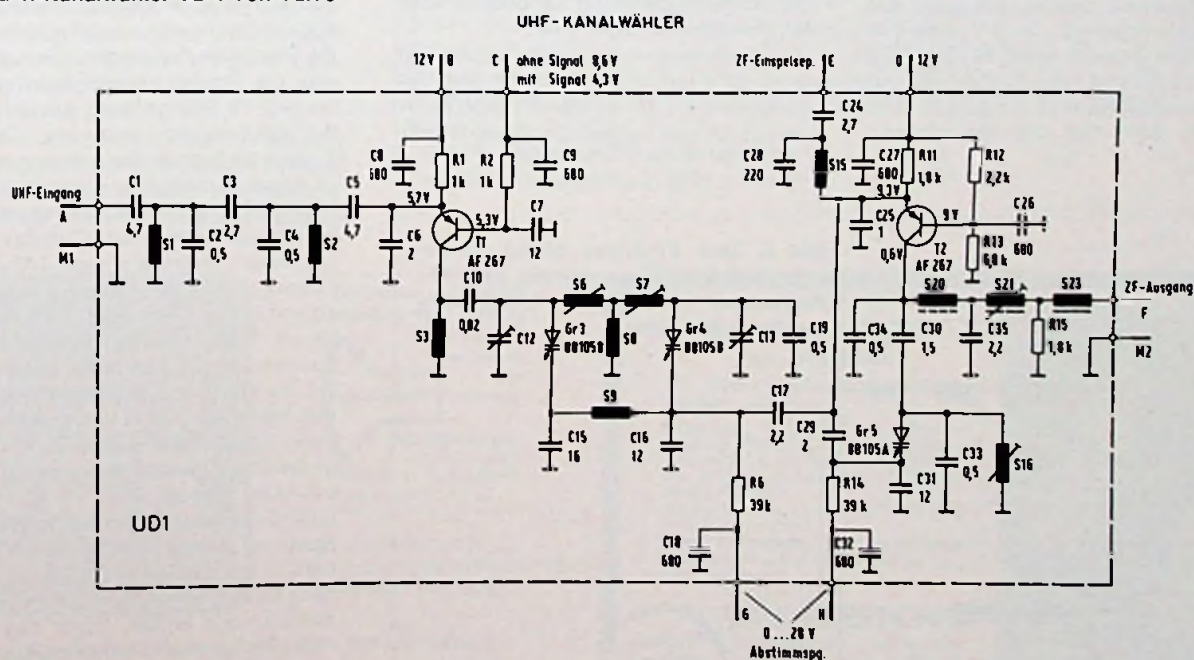 UHF-KANALWÄHLER
12V B
C ohne Signal 8,6V
mit Signal 4,3V
ZF-Einspeisep. E
D 12V
C24
2,7
C8
680
R1
1k
R2
1k
C9
680
C28
220
S15
C27
680
R11
1,8k
R12
2,2k
UHF-Eingang
A
M1
C1
4,7
C3
2,7
C5
4,7
S1
C2
0,5
C4
0,5
S2
C6
2
5,7V
5,3V
T1
AF 267
C7
12
9,3V
C25
1
0,6V
9V
T2
AF 267
R13
6,8k
C26
680
C10
0,82
S3
C12
S6
S7
Gr3
BB105B
S8
Gr4
BB105B
C13
C19
0,5
C34
0,5
S20
S21
S23
C30
1,5
C35
2,2
R15
1,8k
ZF-Ausgang
F
M2
S9
C15
16
C16
12
C17
2,2
C29
2
Gr5
BB105A
C33
0,5
S16
R6
39k
R14
39k
C31
12
UD1
C18
680
C32
680
G
H
0...28 V
Abstimmspg.